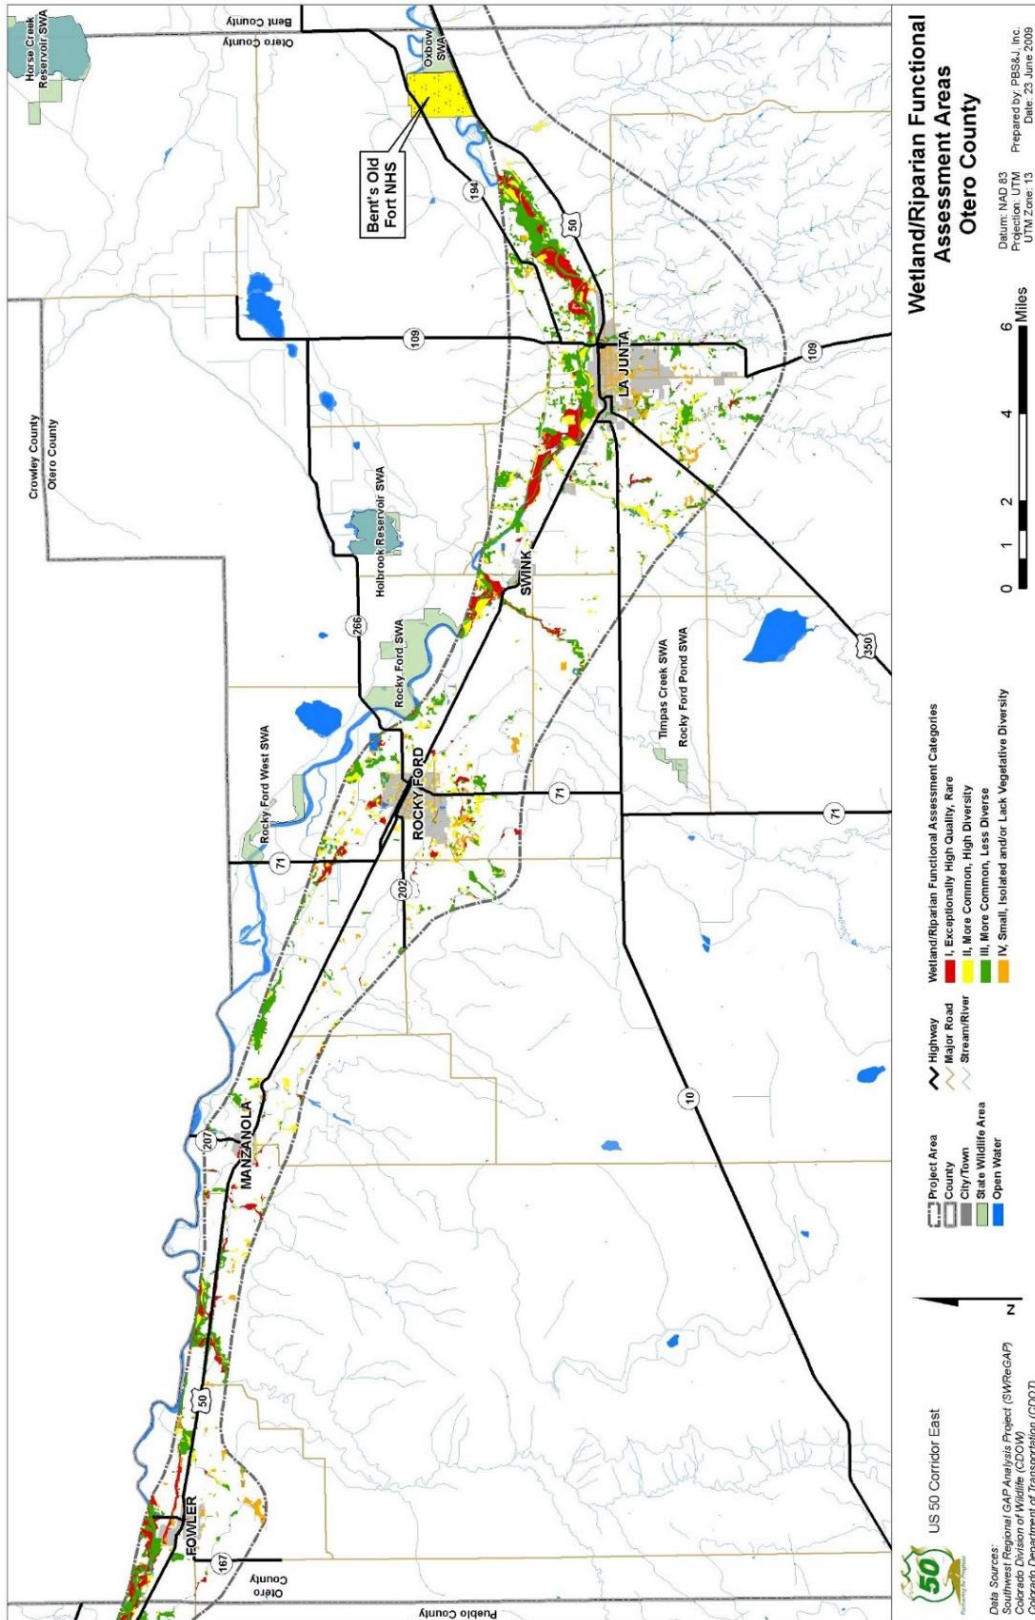 Horse Creek
Reservoir SWA
Bent County
Otero County
Oxbow
SWA
Bent's Old
Fort NHS
194
50
109
Crowley County
Otero County
LA JUNTA
109
Holbrook Reservoir SWA
266
SWINK
350
Rocky Ford SWA
Timpas Creek SWA
Rocky Ford Pond SWA
Rocky Ford West SWA
ROCKY FORD
71
71
71
202
10
207
MANZANOLA
50
FOWLER
167
Otero
County
Pueblo County
Wetland/Riparian Functional
Assessment Areas
Otero County
Datum: NAD 83
Projection: UTM
UTM Zone: 13
Prepared by: PBS&J, Inc.
Date: 23 June 2009
0 1 2 4 6 Miles
Wetland/Riparian Functional Assessment Categories
I, Exceptionally High Quality, Rare
II, More Common, High Diversity
III, More Common, Less Diverse
IV, Small, Isolated and/or Lack Vegetative Diversity
Highway
Major Road
Stream/River
Project Area
County
City/Town
State Wildlife Area
Open Water
N
50
US 50 Corridor East
Data Sources:
Southwest Regional GAP Analysis Project (SWReGAP)
Colorado Division of Wildlife (CDOW)
Colorado Department of Transportation (CDOT)